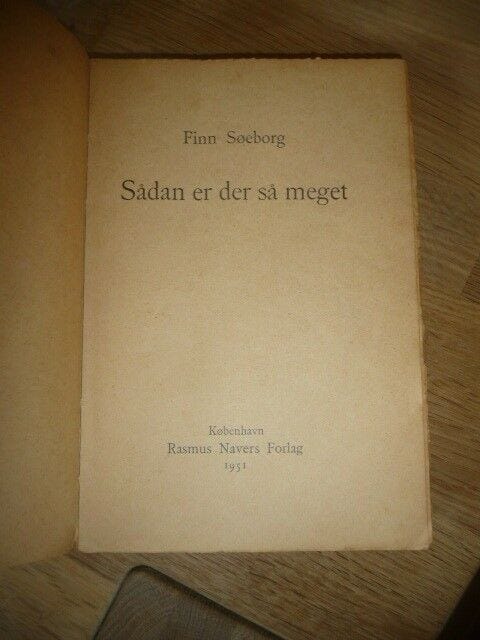 Finn Søeborg
Sådan er der så meget
København
Rasmus Navers Forlag
1951